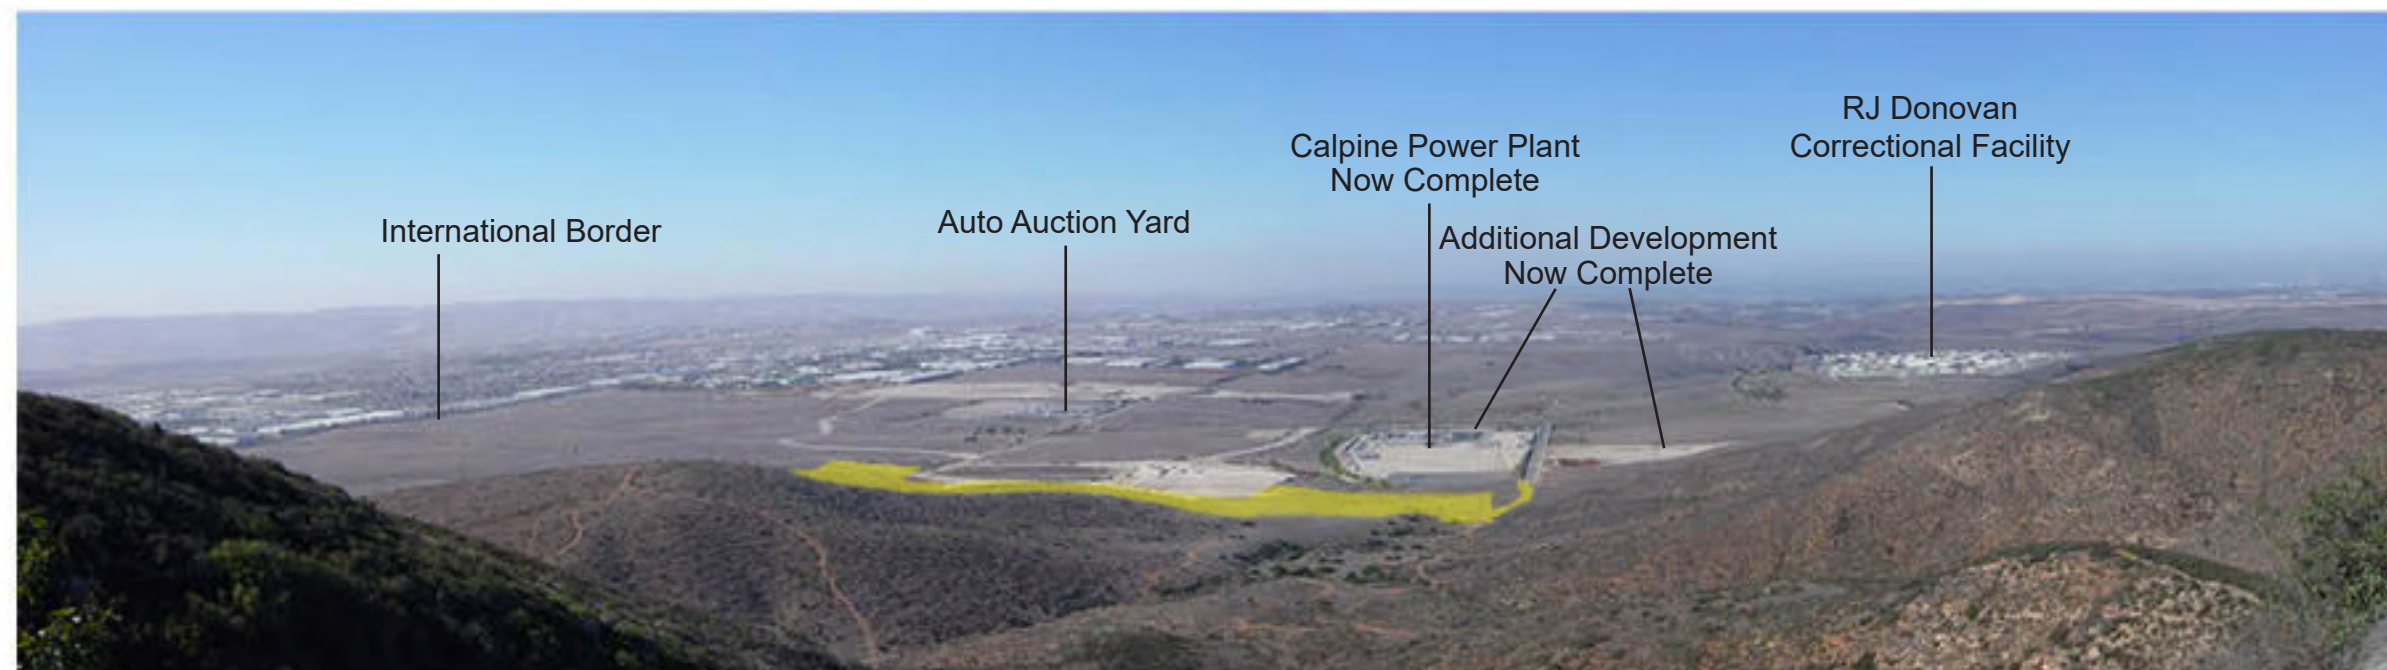 International Border
Auto Auction Yard
Calpine Power Plant
Now Complete
Additional Development
Now Complete
RJ Donovan
Correctional Facility